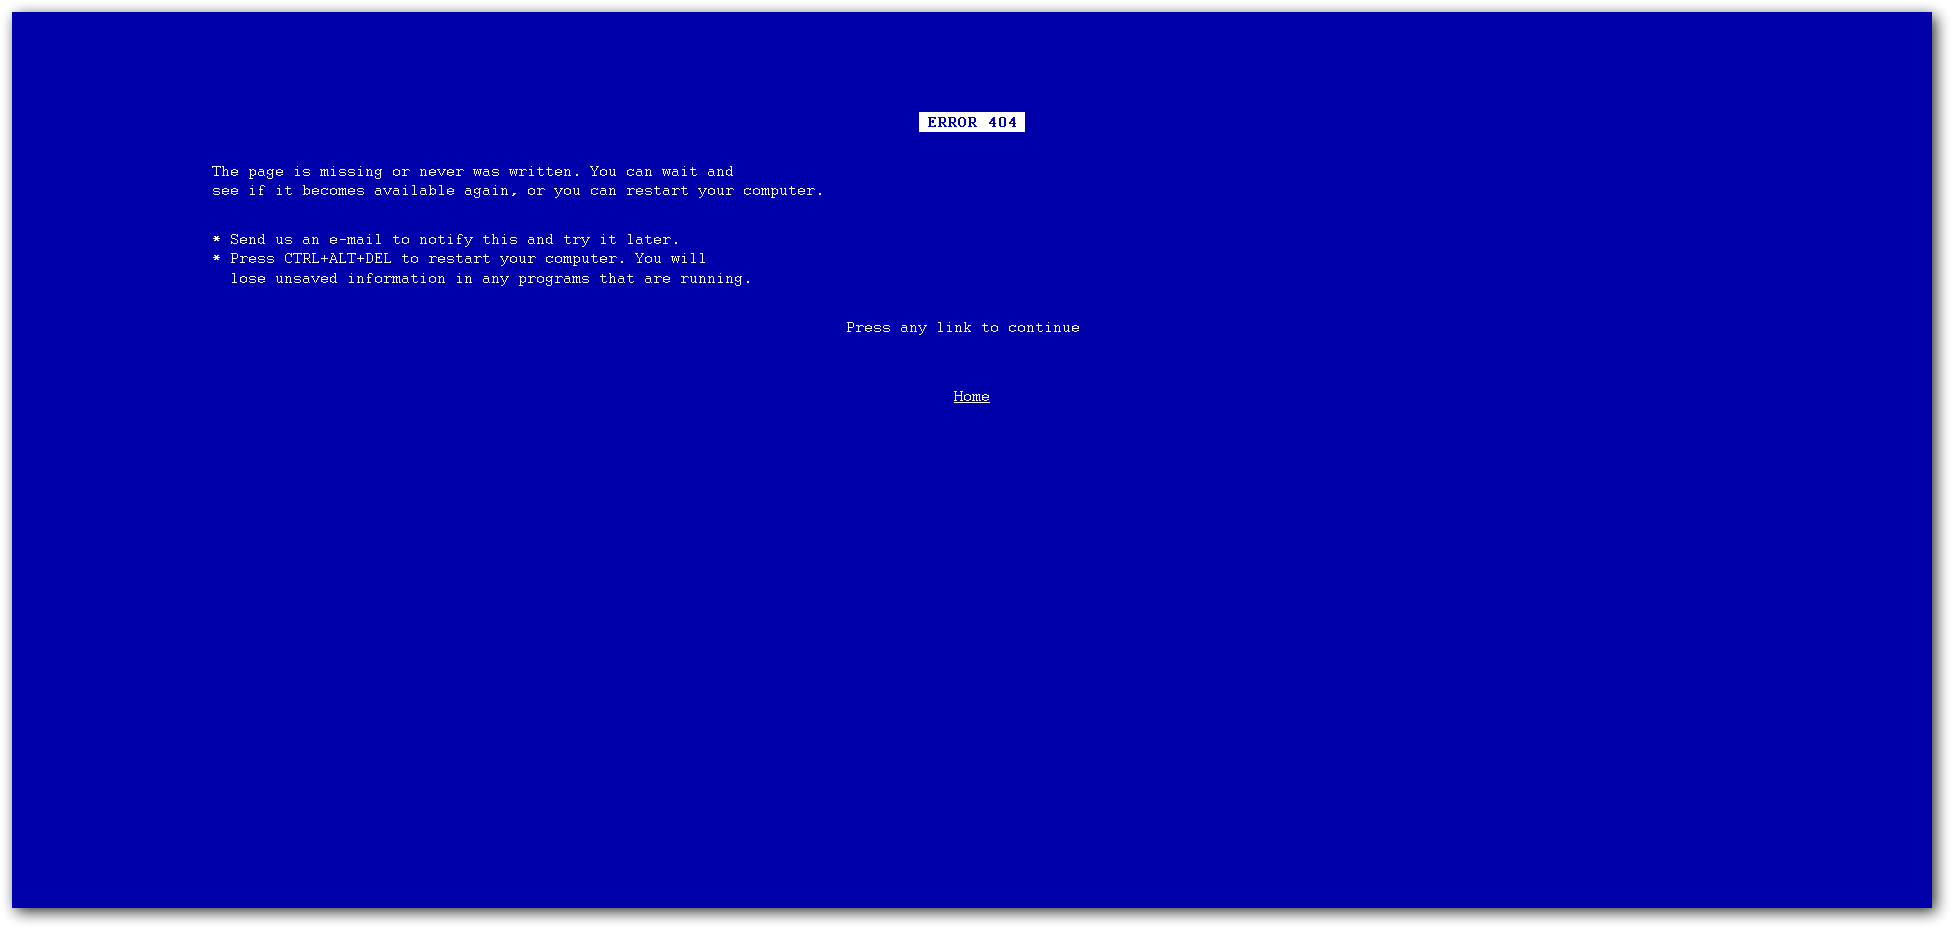 ERROR 404
The page is missing or never was written. You can wait and
see if it becomes available again, or you can restart your computer.
* Send us an e-mail to notify this and try it later.
* Press CTRL+ALT+DEL to restart your computer. You will
lose unsaved information in any programs that are running.
Press any link to continue
Home